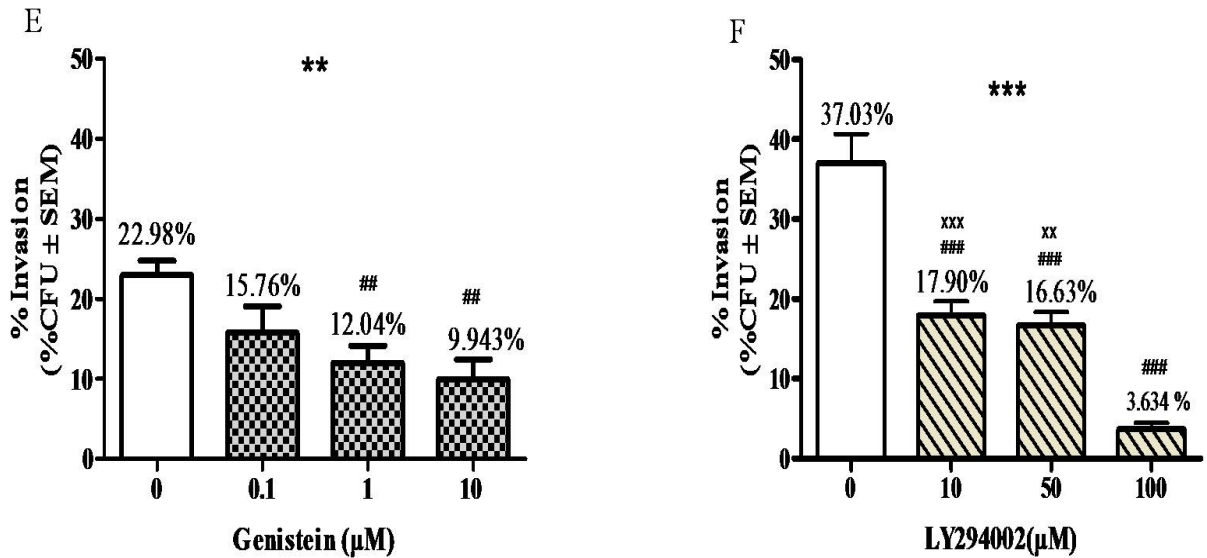 E
50
40
30
20
10
0
% Invasion
(%CFU ± SEM)
**
22.98%
15.76%
##
12.04%
##
9.943%
0 0.1 1 10
Genistein (µM)
F
50
40
30
20
10
0
% Invasion
(%CFU ± SEM)
***
37.03%
xxx
###
17.90%
xx
###
16.63%
###
3.634 %
0 10 50 100
LY294002(µM)